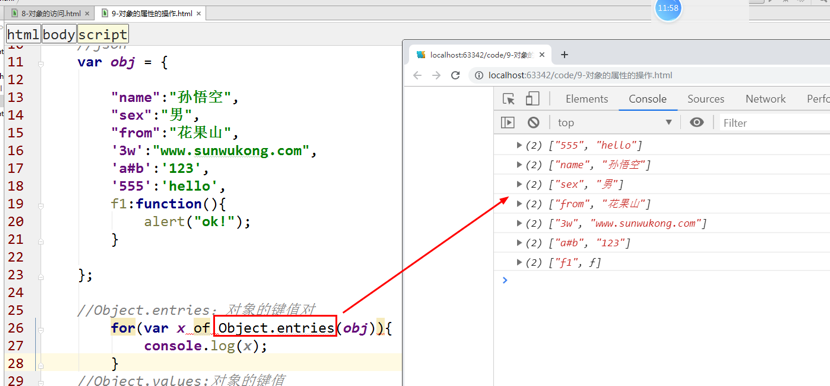 8-对象的访问.html × 9-对象的属性的操作.html ×
11:58
html body script
10 //json
11 var obj = {
12
13 "name":"孙悟空",
14 "sex":"男",
15 "from":"花果山",
16 '3w':"www.sunwukong.com",
17 'a#b':'123',
18 '555':'hello',
19 f1:function(){
20 alert("ok!");
21 }
22
23 };
24
25 //Object.entries: 对象的键值对
26 for(var x of Object.entries(obj)){
27 console.log(x);
28 }
29 //Object.values:对象的键值
localhost:63342/code/9-对象
localhost:63342/code/9-对象的属性的操作.html
Elements Console Sources Network Perfo
top Filter
(2) ["555", "hello"]
(2) ["name", "孙悟空"]
(2) ["sex", "男"]
(2) ["from", "花果山"]
(2) ["3w", "www.sunwukong.com"]
(2) ["a#b", "123"]
(2) ["f1", ƒ]